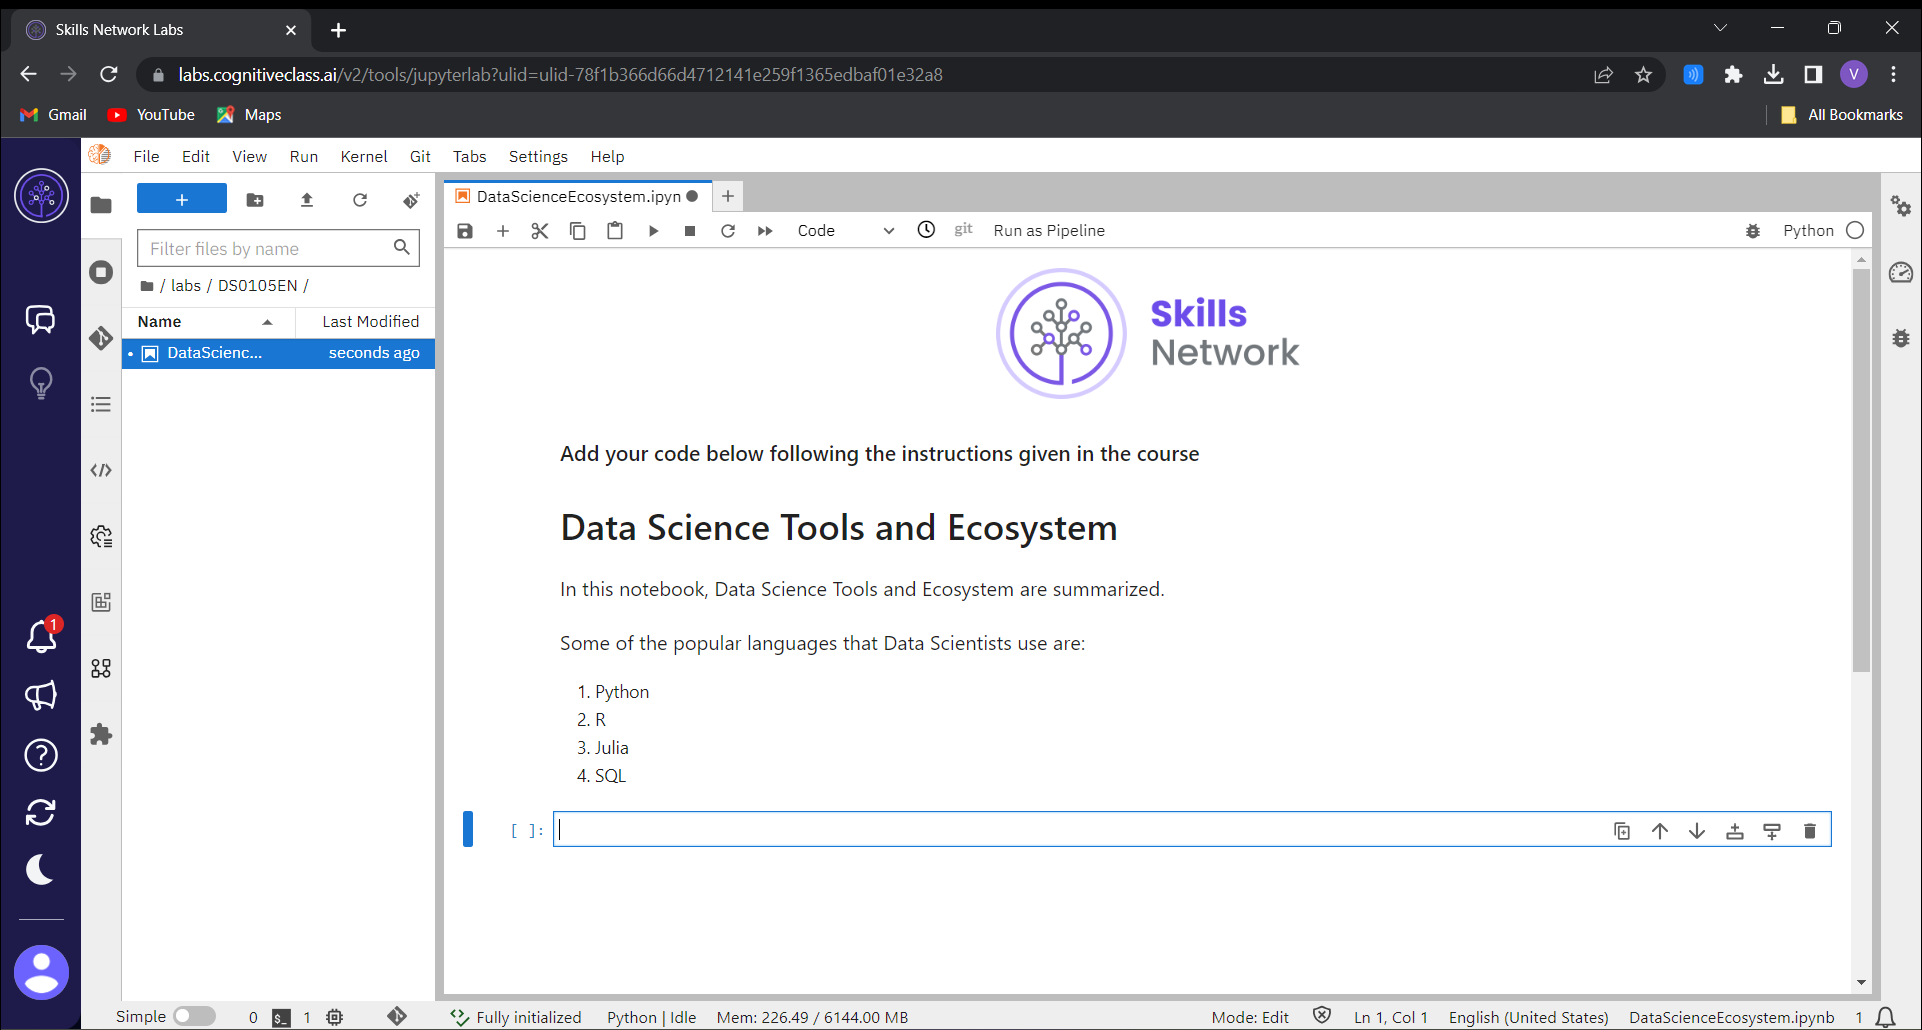 Skills Network Labs
labs.cognitiveclass.ai/v2/tools/jupyterlab?ulid=ulid-78f1b366d66d4712141e259f1365edbaf01e32a8
V
Gmail YouTube Maps All Bookmarks
File Edit View Run Kernel Git Tabs Settings Help
DataScienceEcosystem.ipyn
Code git Run as Pipeline Python
Filter files by name
/ labs / DS0105EN /
Name Last Modified
DataScienc... seconds ago
Skills
Network
Add your code below following the instructions given in the course
Data Science Tools and Ecosystem
In this notebook, Data Science Tools and Ecosystem are summarized.
Some of the popular languages that Data Scientists use are:
1. Python
2. R
3. Julia
4. SQL
[ ]:
1
Simple 0 $_ 1 Fully initialized Python | Idle Mem: 226.49 / 6144.00 MB Mode: Edit Ln 1, Col 1 English (United States) DataScienceEcosystem.ipynb 1